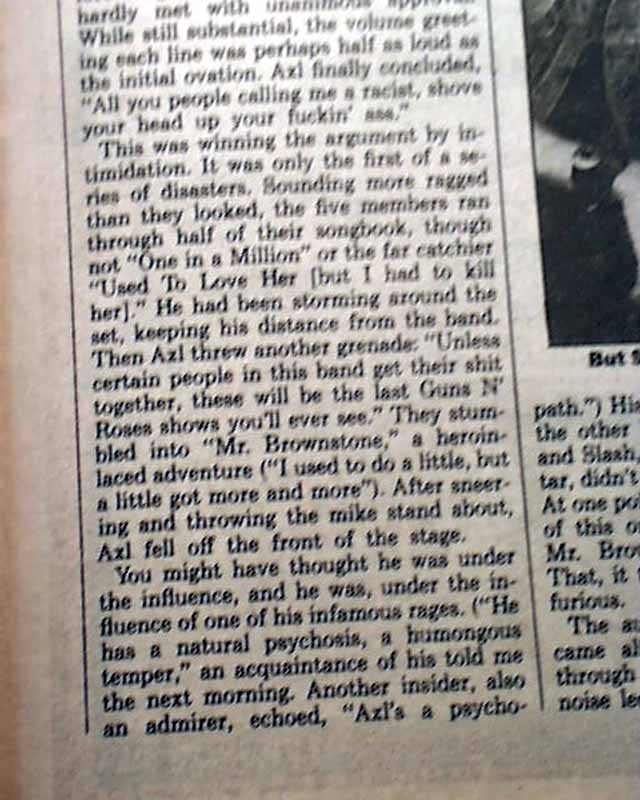 hardly met with unanimous approval.
While still substantial, the volume greet-
ing each line was perhaps half as loud as
the initial ovation. Axl finally concluded,
"All you people calling me a racist, shove
your head up your fuckin' ass."
This was winning the argument by in-
timidation. It was only the first of a se-
ries of disasters. Sounding more ragged
than they looked, the five members ran
through half of their songbook, though
not "One in a Million" or the far catchier
"Used To Love Her [but I had to kill
her]." He had been storming around the
set, keeping his distance from the band.
Then Axl threw another grenade: "Unless
certain people in this band get their shit
together, these will be the last Guns N'
Roses shows you'll ever see." They stum-
bled into "Mr. Brownstone," a heroin-
laced adventure ("I used to do a little, but
a little got more and more"). After sneer-
ing and throwing the mike stand about,
Axl fell off the front of the stage.
You might have thought he was under
the influence, and he was, under the in-
fluence of one of his infamous rages. ("He
has a natural psychosis, a humongous
temper," an acquaintance of his told me
the next morning. Another insider, also
an admirer, echoed, "Axl's a psycho-
But
path.") His
the other
and Slash,
tar, didn't
At one
of this
Mr.
That, it
furious.
The
came
through
noise